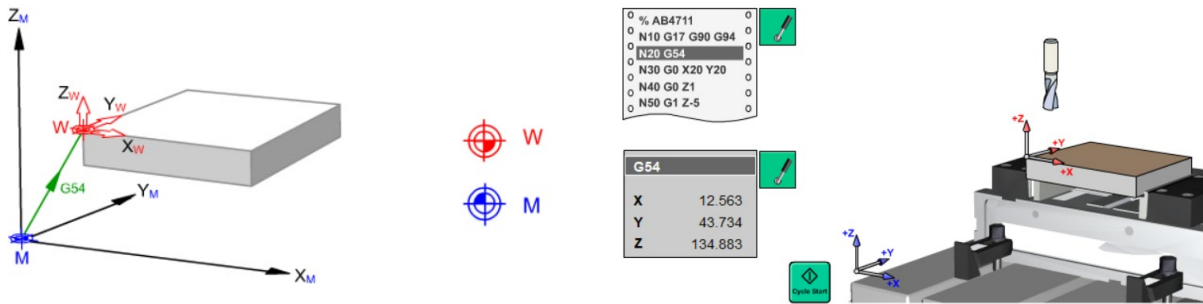 ZM
ZW
YW
W
XW
G54
YM
M
XM
W
M
% AB4711
N10 G17 G90 G94
N20 G54
N30 G0 X20 Y20
N40 G0 Z1
N50 G1 Z-5
G54
X 12.563
Y 43.734
Z 134.883
Cycle Start
+Z
+Y
+X
+Z
+Y
+X